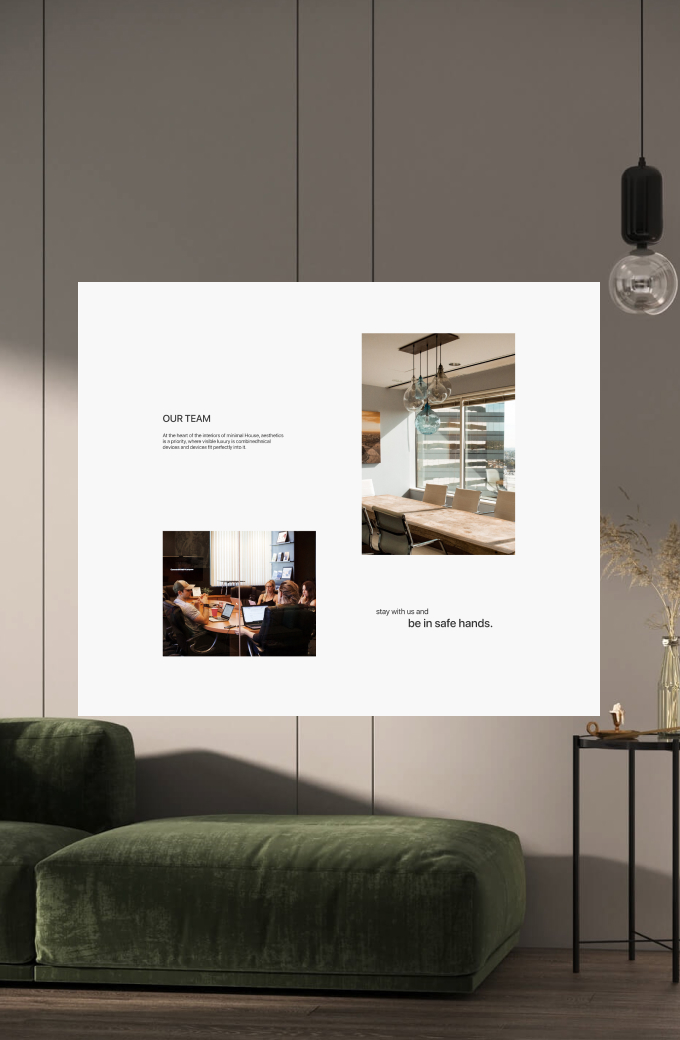 OUR TEAM
At the heart of the interiors of minimal House, aesthetics
is a priority, where visible luxury is combinedtechnical
devices and devices fit perfectly into it.
stay with us and
be in safe hands.